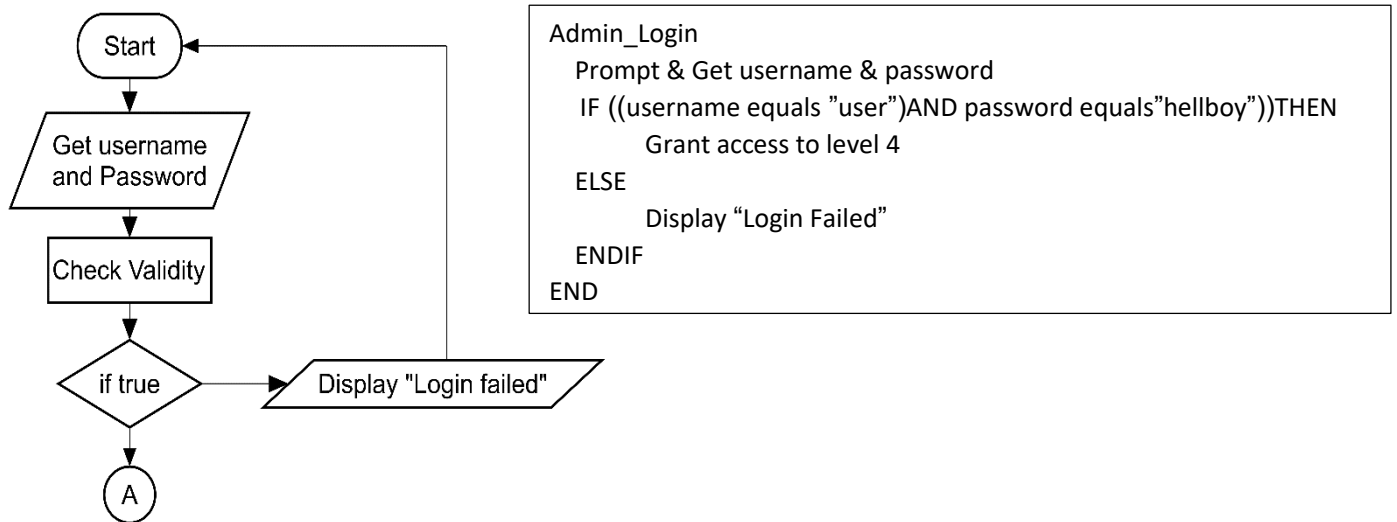 Start
Get username
and Password
Check Validity
if true
Display "Login failed"
A
Admin_Login
Prompt & Get username & password
IF ((username equals ”user”)AND password equals”hellboy”))THEN
Grant access to level 4
ELSE
Display “Login Failed”
ENDIF
END